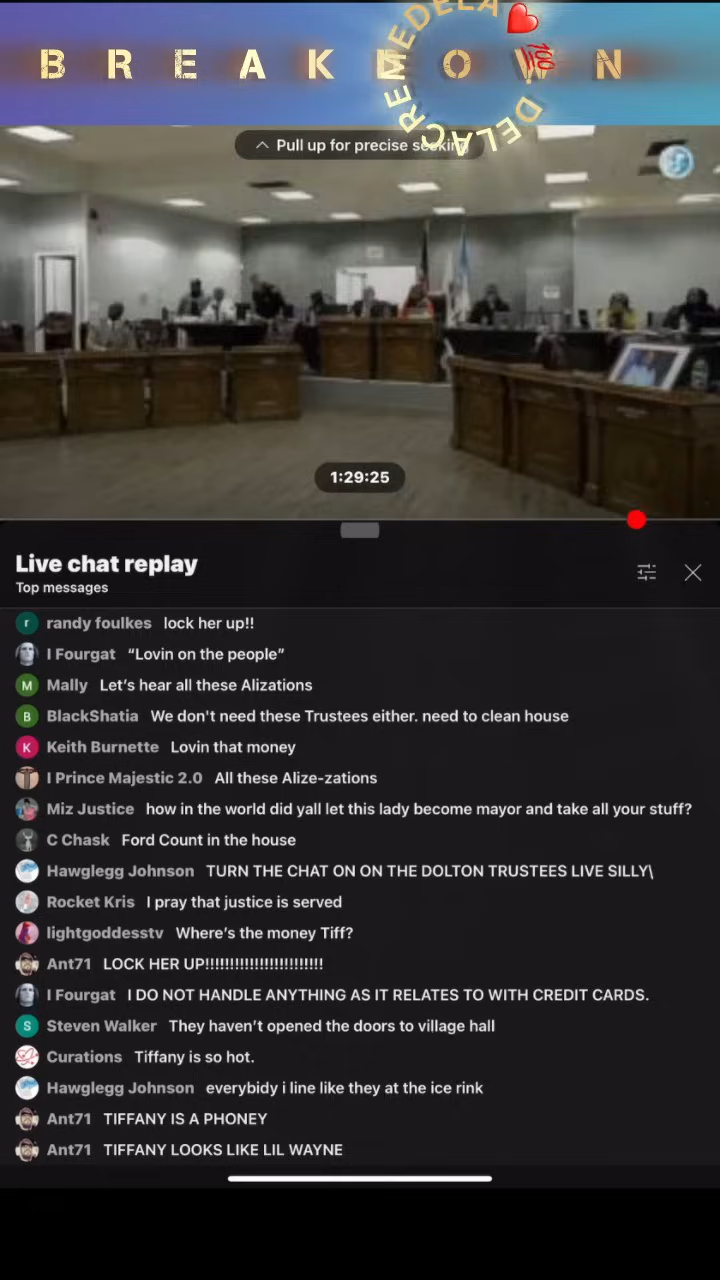 BREAKDOWN
CREMEDELA
DELACREME
Pull up for precise seeking
1:29:25
Live chat replay
Top messages
r randy foulkes lock her up!!
I Fourgat “Lovin on the people”
M Mally Let’s hear all these Alizations
B BlackShatia We don't need these Trustees either. need to clean house
K Keith Burnette Lovin that money
I Prince Majestic 2.0 All these Alize-zations
Miz Justice how in the world did yall let this lady become mayor and take all your stuff?
C Chask Ford Count in the house
Hawglegg Johnson TURN THE CHAT ON ON THE DOLTON TRUSTEES LIVE SILLY\
Rocket Kris I pray that justice is served
lightgoddesstv Where’s the money Tiff?
Ant71 LOCK HER UP!!!!!!!!!!!!!!!!!!!!!!!!
I Fourgat I DO NOT HANDLE ANYTHING AS IT RELATES TO WITH CREDIT CARDS.
S Steven Walker They haven’t opened the doors to village hall
Curations Tiffany is so hot.
Hawglegg Johnson everybidy i line like they at the ice rink
Ant71 TIFFANY IS A PHONEY
Ant71 TIFFANY LOOKS LIKE LIL WAYNE